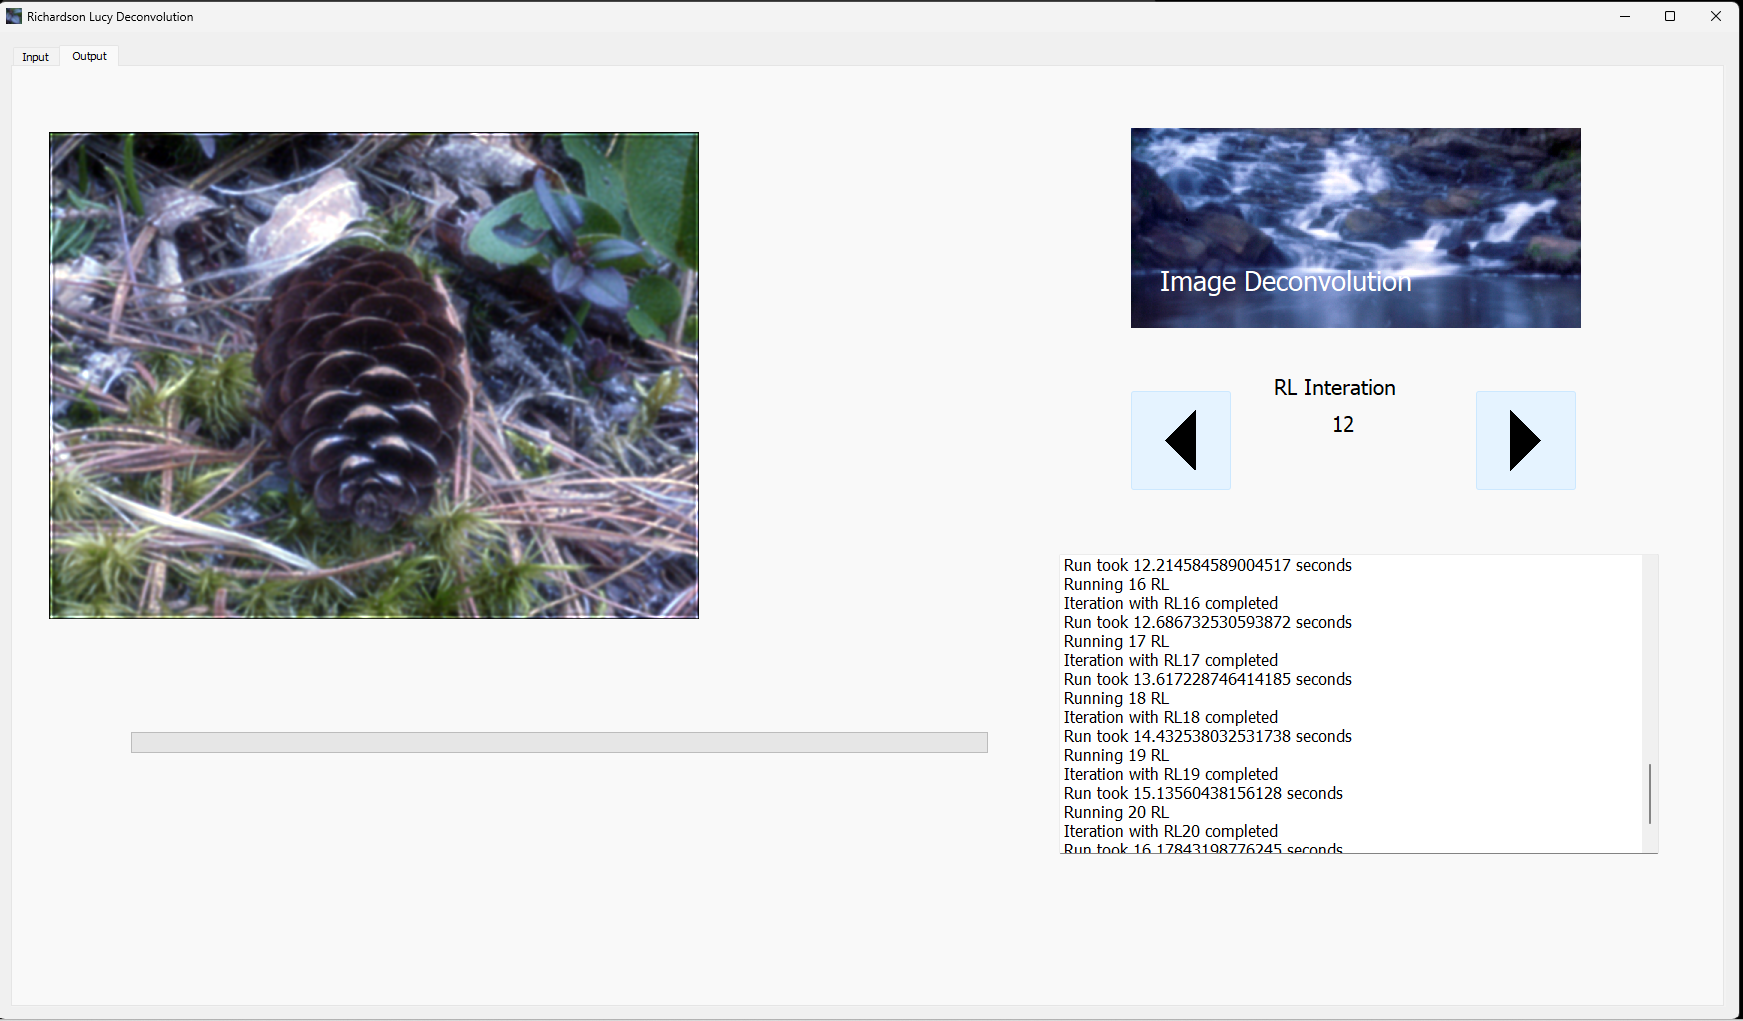 Richardson Lucy Deconvolution
Input
Output
Image Deconvolution
RL Interation
12
Run took 12.214584589004517 seconds
Running 16 RL
Iteration with RL16 completed
Run took 12.686732530593872 seconds
Running 17 RL
Iteration with RL17 completed
Run took 13.617228746414185 seconds
Running 18 RL
Iteration with RL18 completed
Run took 14.432538032531738 seconds
Running 19 RL
Iteration with RL19 completed
Run took 15.13560438156128 seconds
Running 20 RL
Iteration with RL20 completed
Run took 16.17843198776245 seconds